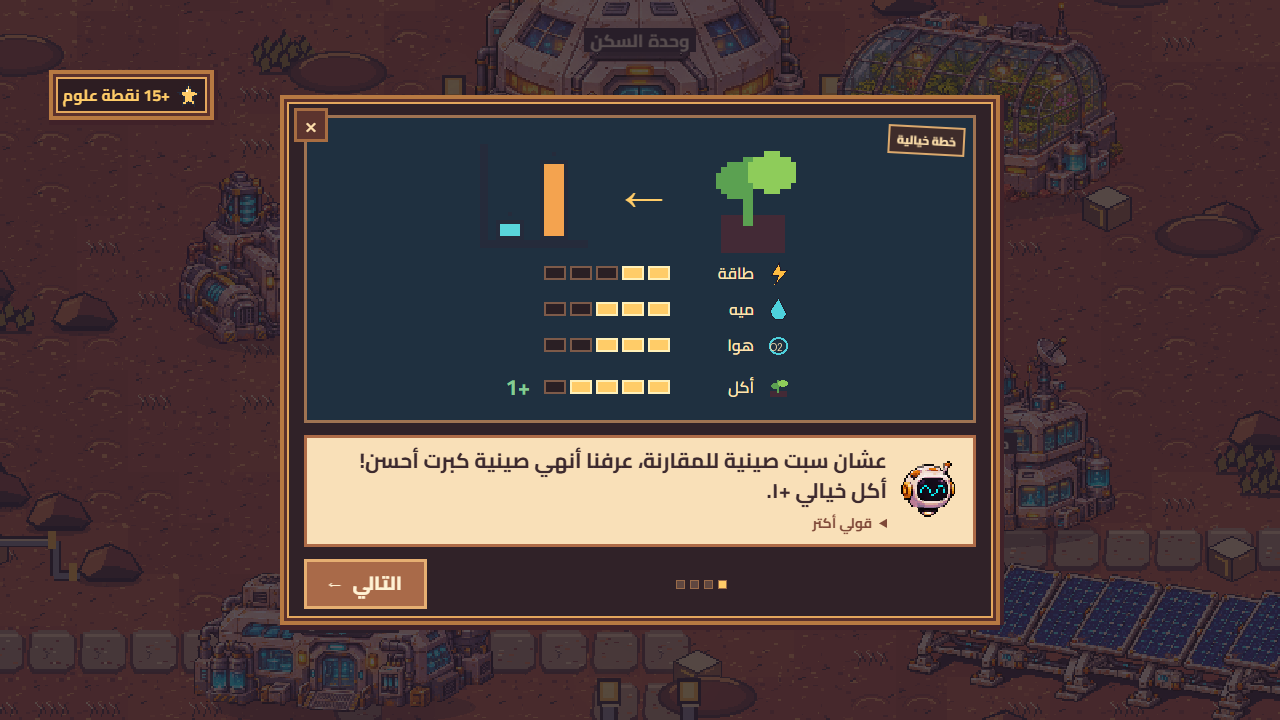 وحدة السكن
+15 نقطة علوم
×
خطة خيالية
←
طاقة
ميه
O2 هوا
أكل +1
عشان سبت صينية للمقارنة، عرفنا أنهي صينية كبرت أحسن!
أكل خيالي +١.
◄ قولي أكتر
التالي ←